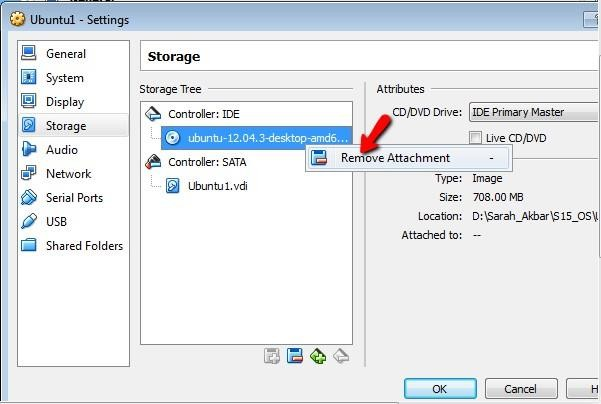 Ubuntu1 - Settings
General
System
Display
Storage
Audio
Network
Serial Ports
USB
Shared Folders
Storage
Storage Tree
Controller: IDE
ubuntu-12.04.3-desktop-amd6...
Controller: SATA
Ubuntu1.vdi
Attributes
CD/DVD Drive: IDE Primary Master
Live CD/DVD
Remove Attachment -
Type: Image
Size: 708.00 MB
Location: D:\Sarah_Akbar\S15_OS\
Attached to: --
OK Cancel H